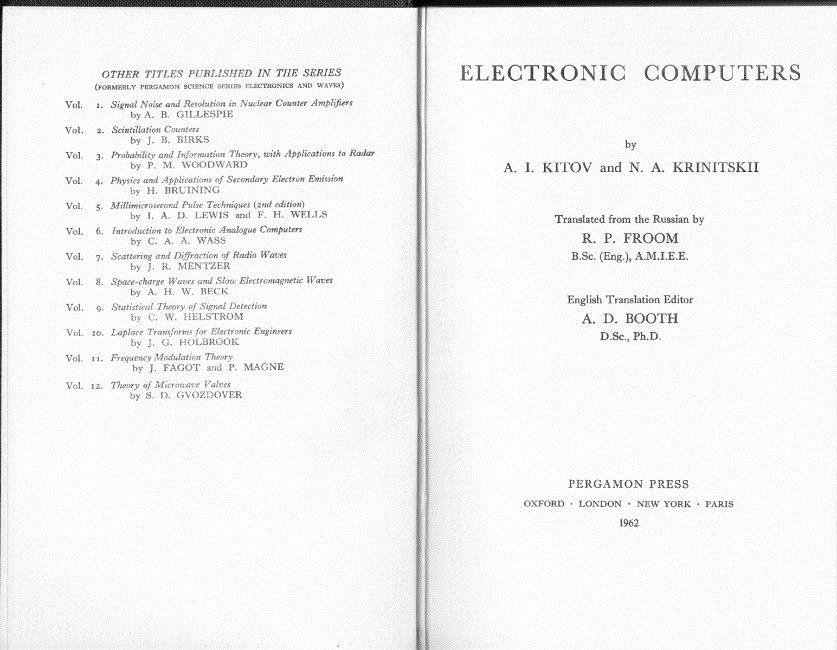 OTHER TITLES PUBLISHED IN THE SERIES
(FORMERLY PERGAMON SCIENCE SERIES ELECTRONICS AND WAVES)
Vol. 1. Signal Noise and Resolution in Nuclear Counter Amplifiers
by A. B. GILLESPIE
Vol. 2. Scintillation Counters
by J. B. BIRKS
Vol. 3. Probability and Information Theory, with Applications to Radar
by P. M. WOODWARD
Vol. 4. Physics and Applications of Secondary Electron Emission
by H. BRUINING
Vol. 5. Millimicrosecond Pulse Techniques (2nd edition)
by I. A. D. LEWIS and F. H. WELLS
Vol. 6. Introduction to Electronic Analogue Computers
by C. A. A. WASS
Vol. 7. Scattering and Diffraction of Radio Waves
by J. R. MENTZER
Vol. 8. Space-charge Waves and Slow Electromagnetic Waves
by A. H. W. BECK
Vol. 9. Statistical Theory of Signal Detection
by C. W. HELSTROM
Vol. 10. Laplace Transforms for Electronic Engineers
by J. G. HOLBROOK
Vol. 11. Frequency Modulation Theory
by J. FAGOT and P. MAGNE
Vol. 12. Theory of Microwave Valves
by S. D. GVOZDOVER
ELECTRONIC COMPUTERS
by
A. I. KITOV and N. A. KRINITSKII
Translated from the Russian by
R. P. FROOM
B.Sc. (Eng.), A.M.I.E.E.
English Translation Editor
A. D. BOOTH
D.Sc., Ph.D.
PERGAMON PRESS
OXFORD · LONDON · NEW YORK · PARIS
1962